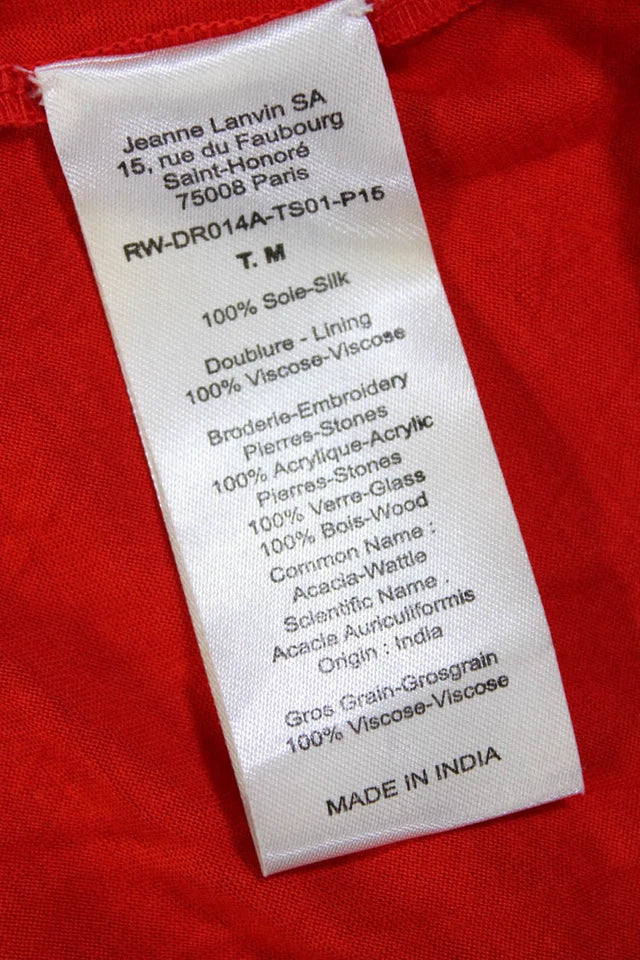 Jeanne Lanvin SA
15, rue du Faubourg
Saint-Honoré
75008 Paris
RW-DR014A-TS01-P15
T. M
100% Soie-Silk
Doublure - Lining
100% Viscose-Viscose
Broderie-Embroidery
Pierres-Stones
100% Acrylique-Acrylic
Pierres-Stones
100% Verre-Glass
100% Bois-Wood
Common Name :
Acacia-Wattle
Scientific Name :
Acacia Auriculiformis
Origin : India
Gros Grain-Grosgrain
100% Viscose-Viscose
MADE IN INDIA